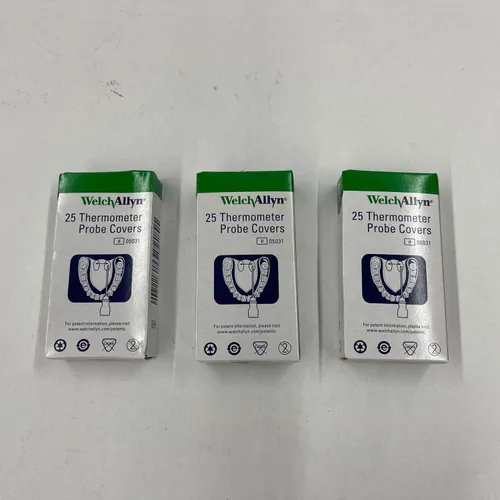 WelchAllyn®
25 Thermometer
Probe Covers
# 05031
For patent information, please visit
www.welchallyn.com/patents.
WelchAllyn®
25 Thermometer
Probe Covers
# 05031
For patent information, please visit
www.welchallyn.com/patents.
WelchAllyn®
25 Thermometer
Probe Covers
# 05031
For patent information, please visit
www.welchallyn.com/patents.